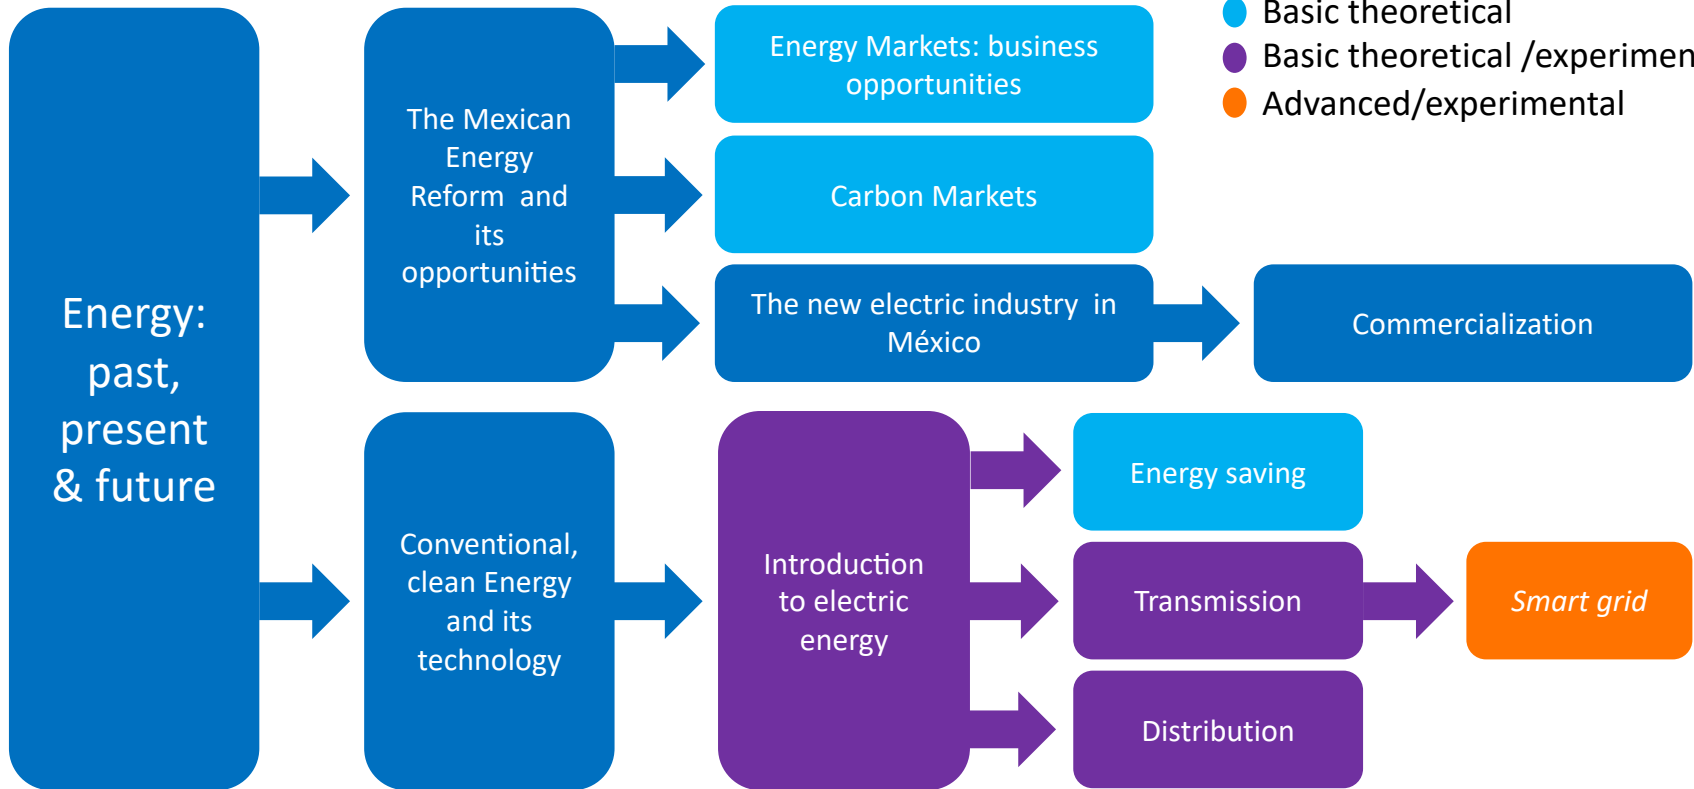 Basic theoretical
Basic theoretical /experimen
Advanced/experimental
Energy:
past,
present
& future
The Mexican
Energy
Reform  and
its
opportunities
Energy Markets: business
opportunities
Carbon Markets
The new electric industry  in
México
Commercialization
Conventional,
clean Energy
and its
technology
Introduction
to electric
energy
Energy saving
Transmission
Smart grid
Distribution